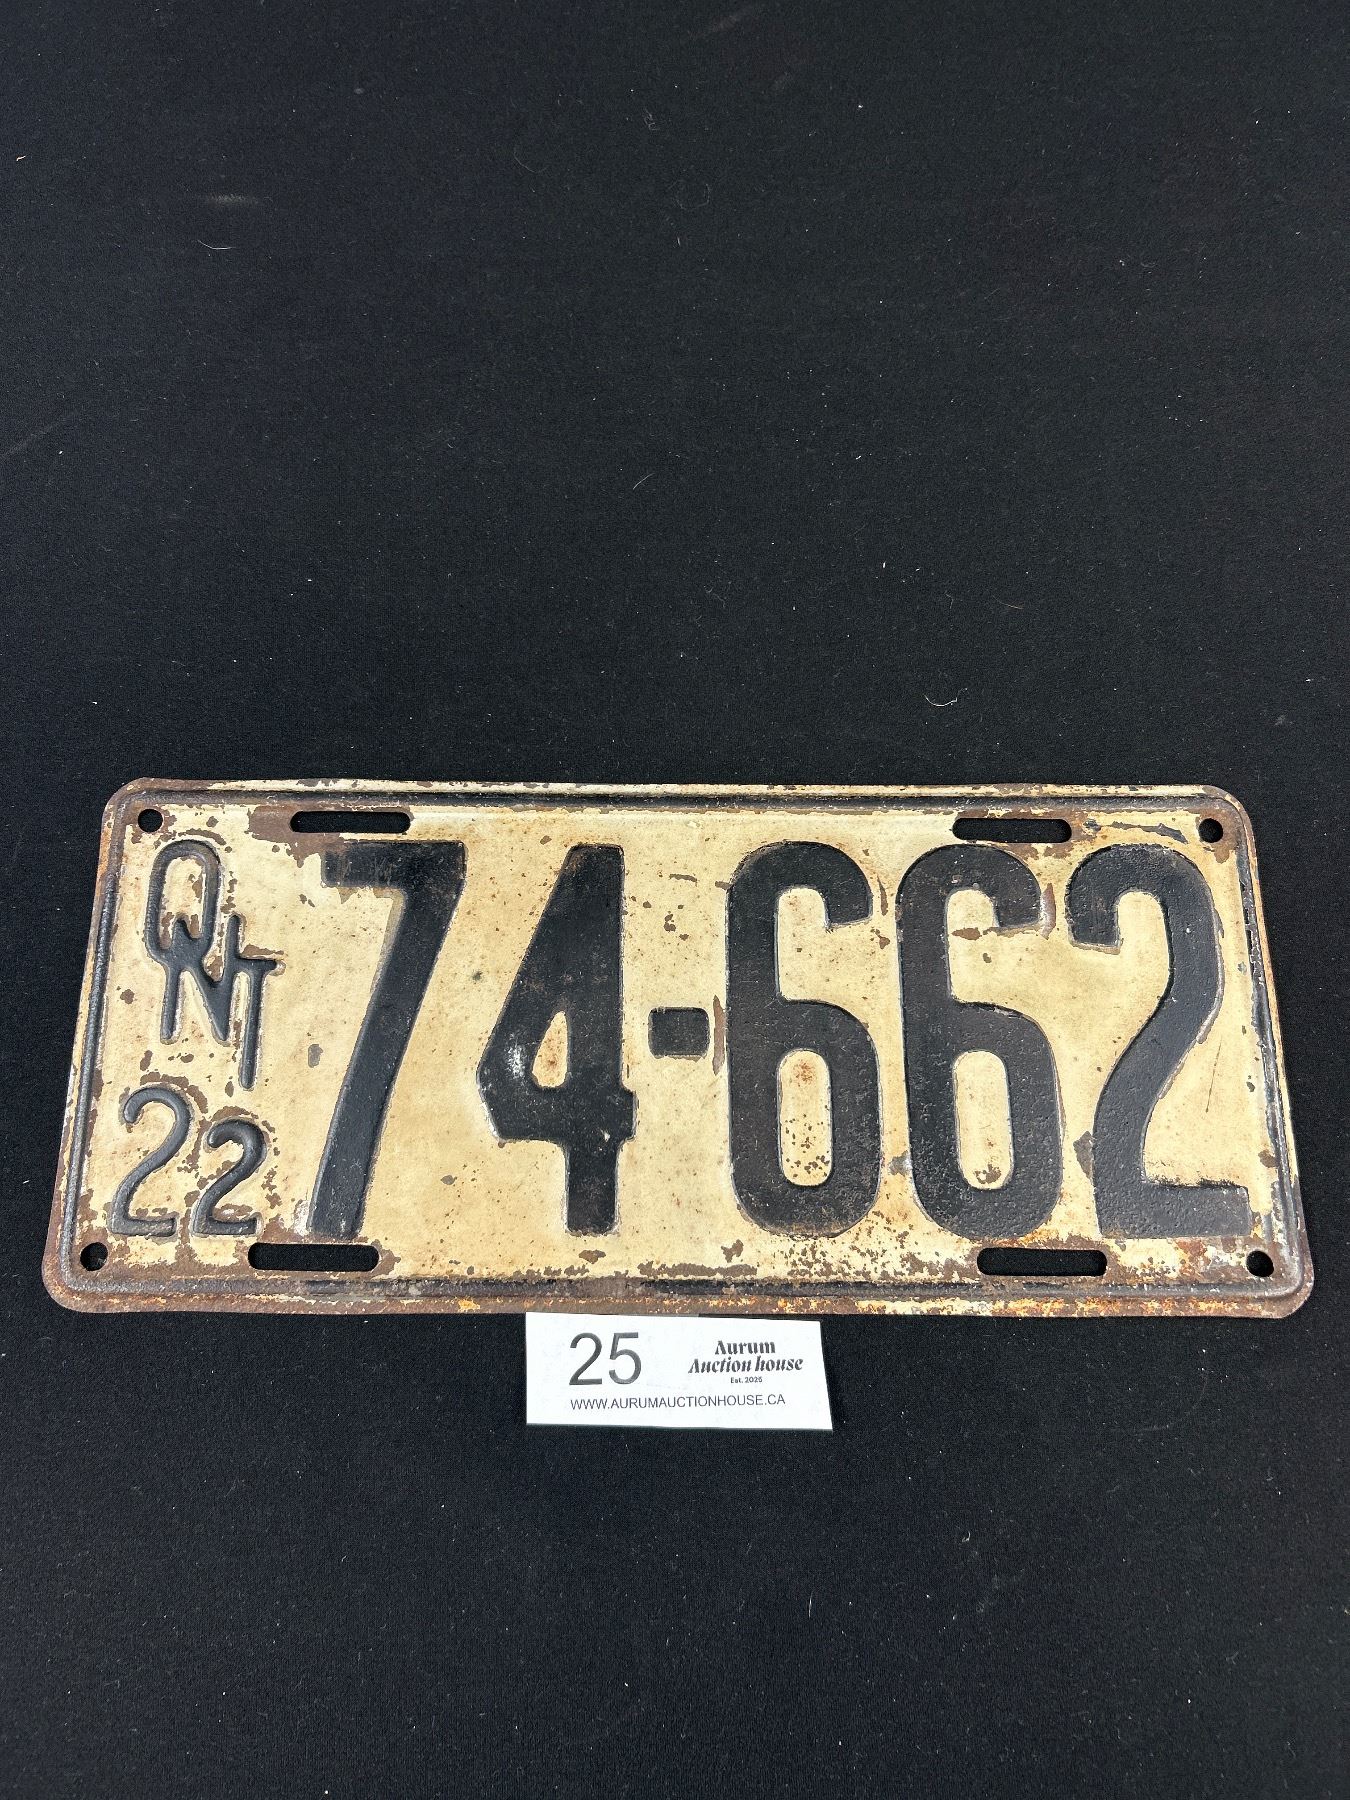 ONT
22
74-662
25
Aurum
Auction house
Est. 2025
WWW.AURUMAUCTIONHOUSE.CA